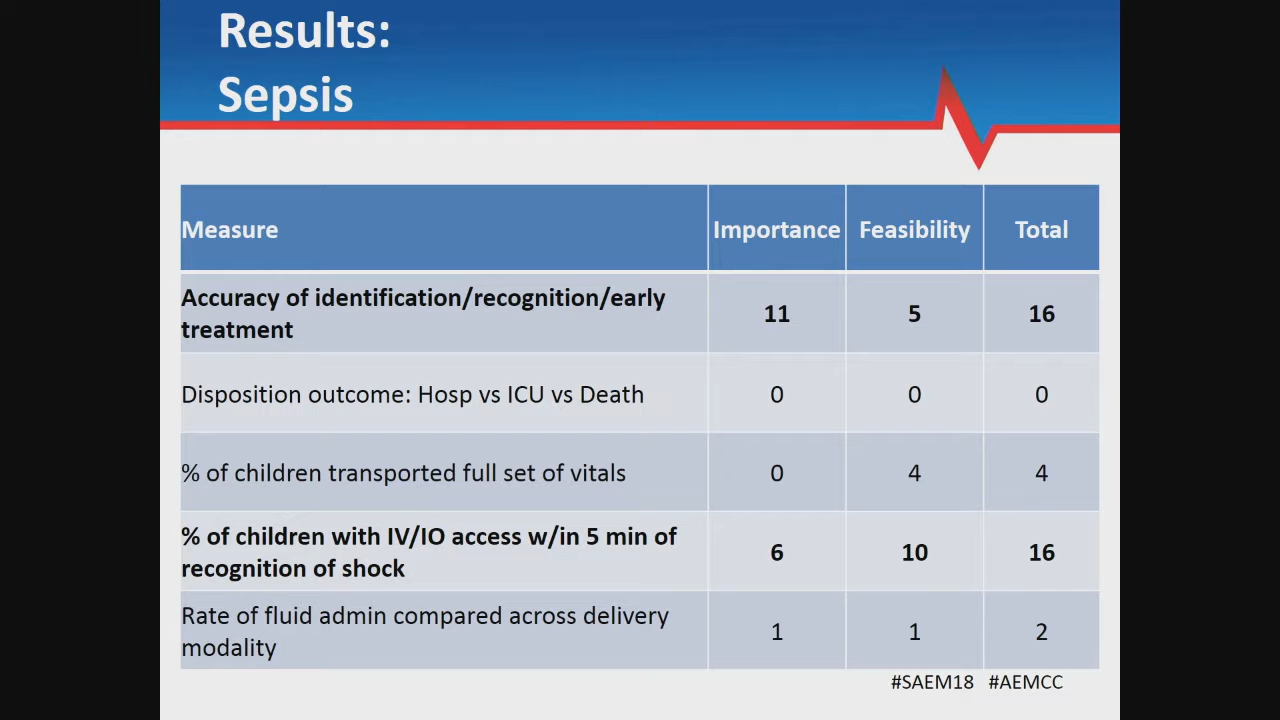 Results:
Sepsis
Measure Importance Feasibility Total
Accuracy of identification/recognition/early
treatment 11 5 16
Disposition outcome: Hosp vs ICU vs Death 0 0 0
% of children transported full set of vitals 0 4 4
% of children with IV/IO access w/in 5 min of
recognition of shock 6 10 16
Rate of fluid admin compared across delivery
modality 1 1 2
#SAEM18 #AEMCC